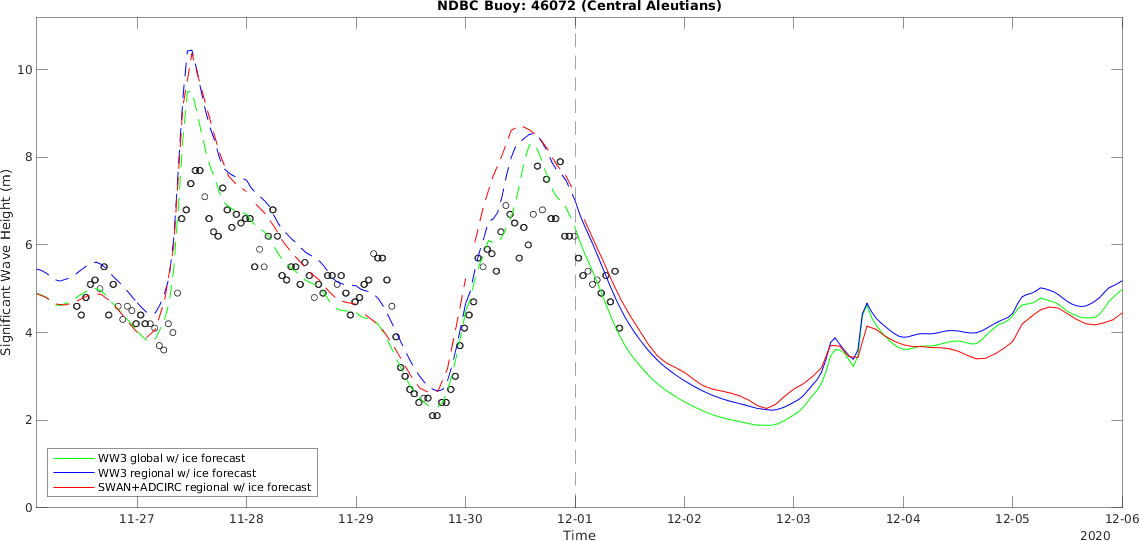 NDBC Buoy: 46072 (Central Aleutians)
10
8
6
4
2
0
Significant Wave Height (m)
WW3 global w/ ice forecast
WW3 regional w/ ice forecast
SWAN+ADCIRC regional w/ ice forecast
11-27 11-28 11-29 11-30 12-01 12-02 12-03 12-04 12-05 12-06
Time
2020